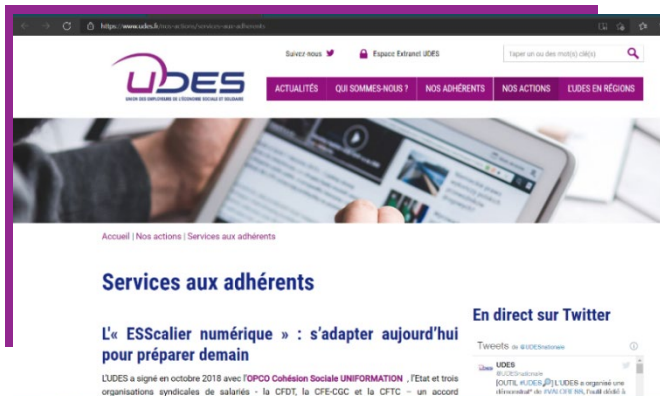 https://www.udes.fr/nos-actions/services-aux-adherents
Suivez-nous Espace Extranet UDES Taper un ou des mot(s)-clé(s)
UDES
UNION DES EMPLOYEURS DE L'ÉCONOMIE SOCIALE ET SOLIDAIRE
ACTUALITÉS QUI SOMMES-NOUS ? NOS ADHÉRENTS NOS ACTIONS L'UDES EN RÉGIONS
Accueil | Nos actions | Services aux adhérents
Services aux adhérents
En direct sur Twitter
L'« ESScalier numérique » : s'adapter aujourd'hui
pour préparer demain
Tweets de @UDESnationale
L'UDES a signé en octobre 2018 avec l'OPCO Cohésion Sociale UNIFORMATION , l'Etat et trois
organisations syndicales de salariés - la CFDT, la CFE-CGC et la CFTC – un accord
UDES
@UDESnationale
[OUTIL #UDES] L'UDES a organisé une
l'outil dédié à